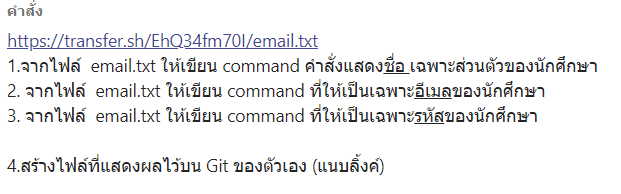 คำสั่ง
https://transfer.sh/EhQ34fm70I/email.txt
1.จากไฟล์ email.txt ให้เขียน command คำสั่งแสดงชื่อ เฉพาะส่วนตัวของนักศึกษา
2. จากไฟล์ email.txt ให้เขียน command ที่ให้เป็นเฉพาะอีเมลของนักศึกษา
3. จากไฟล์ email.txt ให้เขียน command ที่ให้เป็นเฉพาะรหัสของนักศึกษา
4.สร้างไฟล์ที่แสดงผลไว้บน Git ของตัวเอง (แนบลิ้งค์)